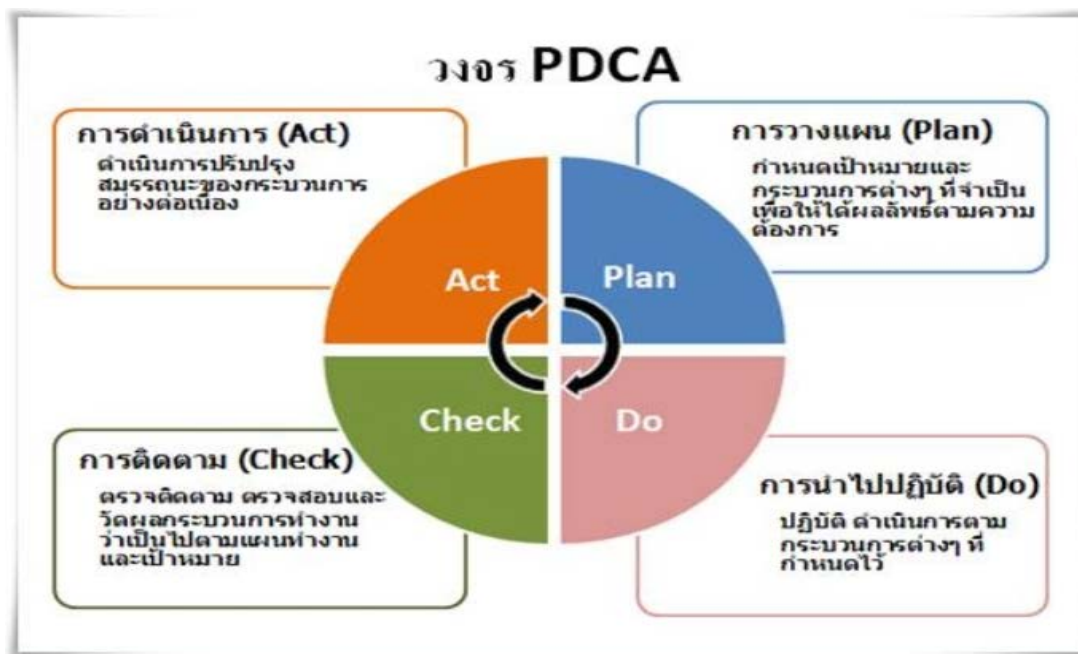 วงจร PDCA
การดำเนินการ (Act)
ดำเนินการปรับปรุง
สมรรถนะของกระบวนการ
อย่างต่อเนื่อง
การวางแผน (Plan)
กำหนดเป้าหมายและ
กระบวนการต่างๆ ที่จำเป็น
เพื่อให้ได้ผลลัพธ์ตามความ
ต้องการ
Act
Plan
Check
Do
การติดตาม (Check)
ตรวจติดตาม ตรวจสอบและ
วัดผลกระบวนการทำงาน
ว่าเป็นไปตามแผนทำงาน
และเป้าหมาย
การนำไปปฏิบัติ (Do)
ปฏิบัติ ดำเนินการตาม
กระบวนการต่างๆ ที่
กำหนดไว้